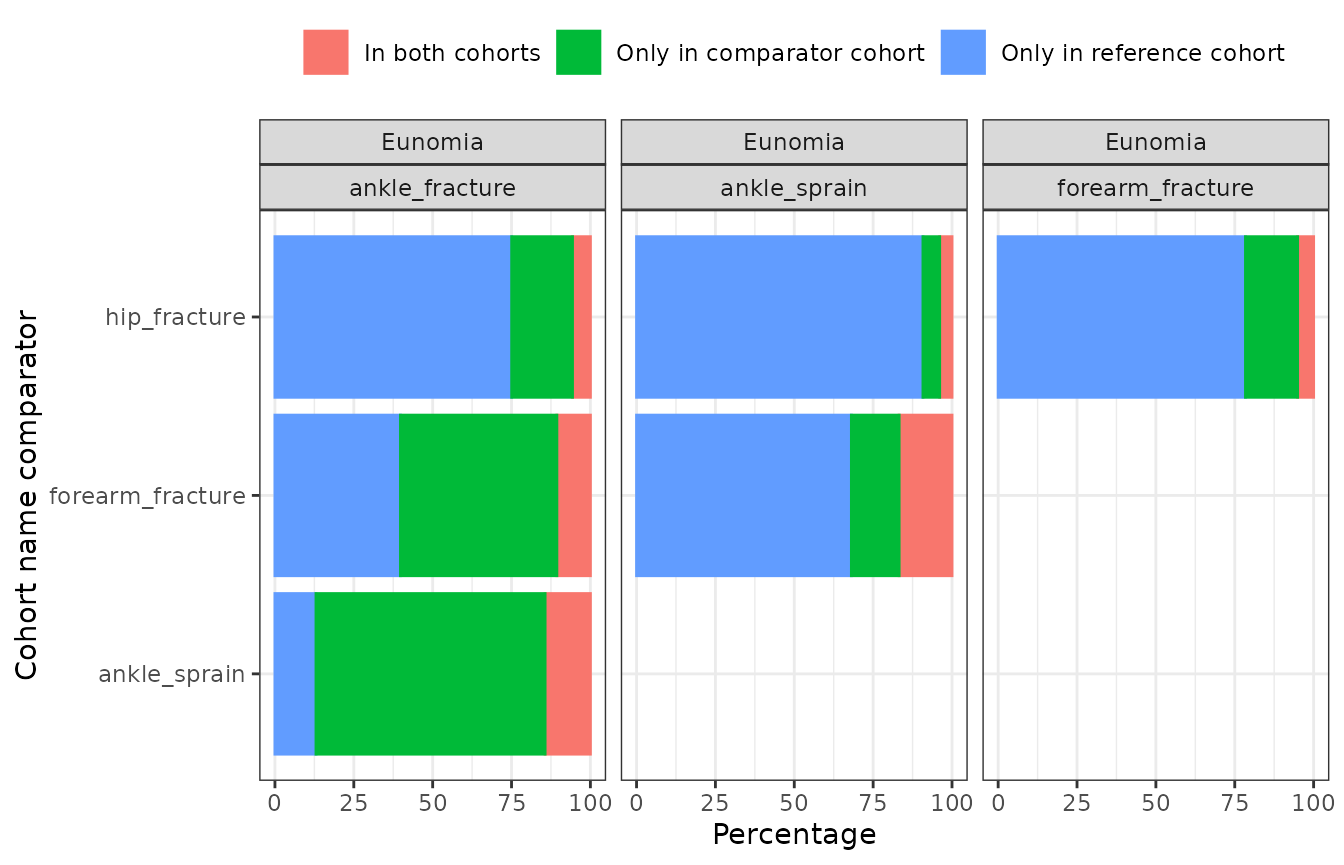 In both cohorts Only in comparator cohort Only in reference cohort
Eunomia Eunomia Eunomia
ankle_fracture ankle_sprain forearm_fracture
Cohort name comparator
hip_fracture
forearm_fracture
ankle_sprain
0 25 50 75 100 0 25 50 75 100 0 25 50 75 100
Percentage